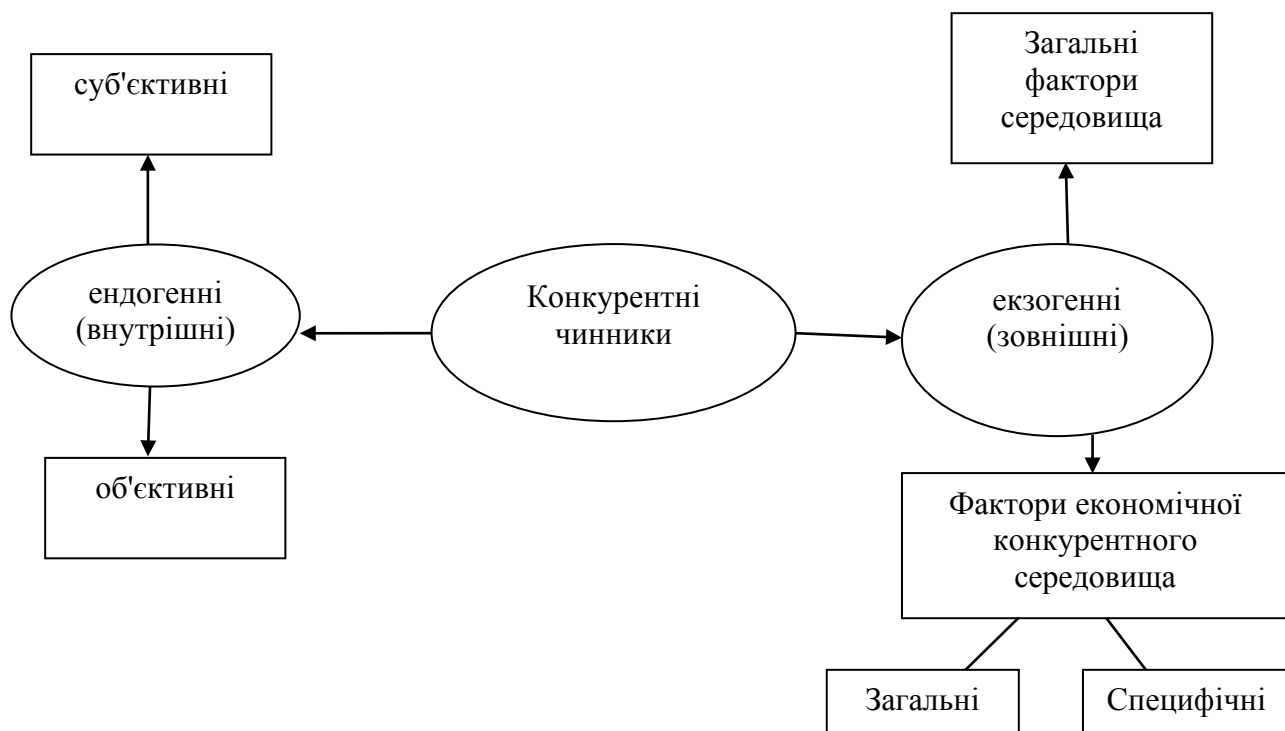 суб'єктивні
Загальні
фактори
середовища
ендогенні
(внутрішні)
Конкурентні
чинники
екзогенні
(зовнішні)
об'єктивні
Фактори економічної
конкурентного
середовища
Загальні
Специфічні